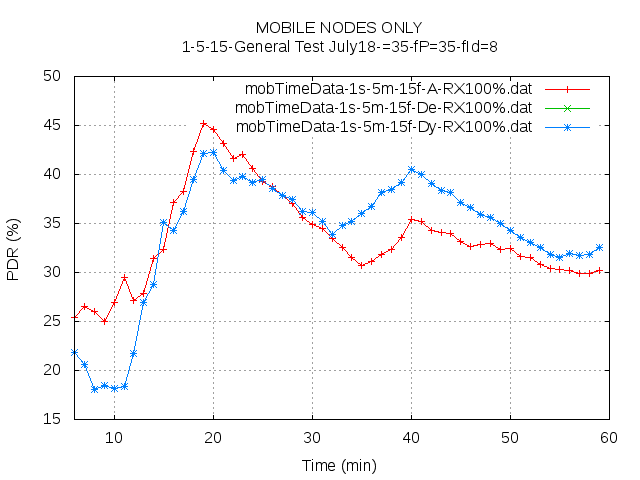 MOBILE NODES ONLY
1-5-15-General Test July18-=35-fP=35-fId=8
mobTimeData-1s-5m-15f-A-RX100%.dat
mobTimeData-1s-5m-15f-De-RX100%.dat
mobTimeData-1s-5m-15f-Dy-RX100%.dat
50
45
40
35
30
25
20
15
PDR (%)
10 20 30 40 50 60
Time (min)